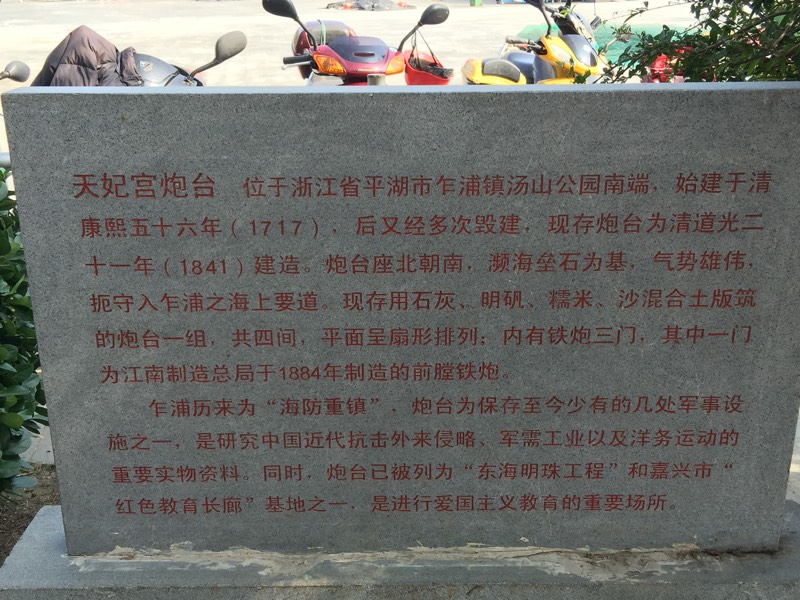 天妃宫炮台 位于浙江省平湖市乍浦镇汤山公园南端，始建于清
康熙五十六年（1717），后又经多次毁建，现存炮台为清道光二
十一年（1841）建造。炮台座北朝南，濒海垒石为基，气势雄伟，
扼守入乍浦之海上要道。现存用石灰、明矾、糯米、沙混合土版筑
的炮台一组，共四间，平面呈扇形排列；内有铁炮三门，其中一门
为江南制造总局于1884年制造的前膛铁炮。
乍浦历来为“海防重镇”，炮台为保存至今少有的几处军事设
施之一，是研究中国近代抗击外来侵略、军需工业以及洋务运动的
重要实物资料。同时，炮台已被列为“东海明珠工程”和嘉兴市“
红色教育长廊”基地之一，是进行爱国主义教育的重要场所。